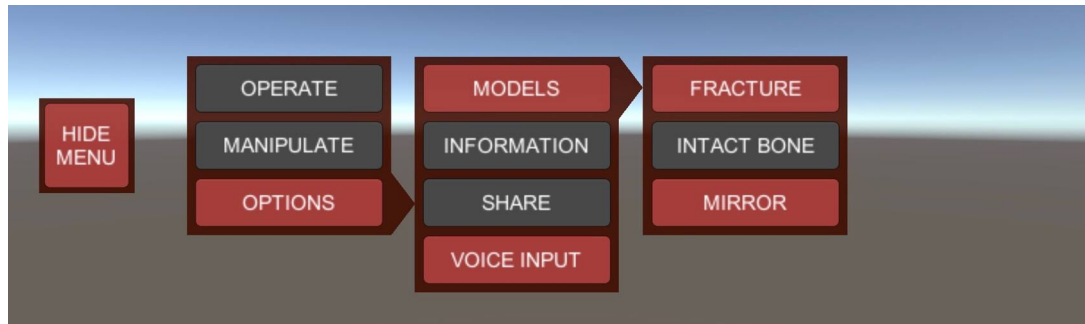 HIDE
MENU
OPERATE
MANIPULATE
OPTIONS
MODELS
INFORMATION
SHARE
VOICE INPUT
FRACTURE
INTACT BONE
MIRROR